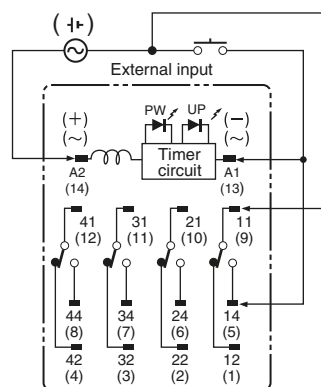 External input
PW UP
(+) (−)
(~) (~)
Timer
circuit
A2 A1
(14) (13)
41 31 21 11
(12) (11) (10) (9)
44 34 24 14
(8) (7) (6) (5)
42 32 22 12
(4) (3) (2) (1)